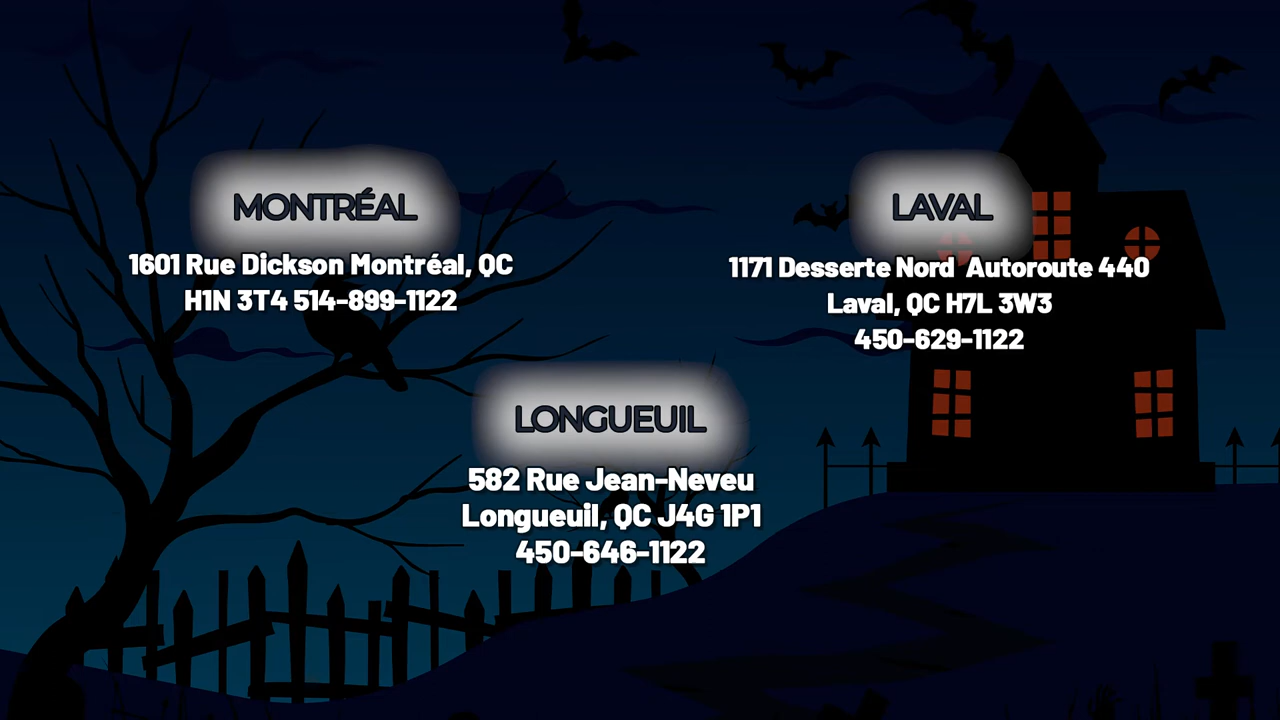 MONTRÉAL
1601 Rue Dickson Montréal, QC
H1N 3T4 514-899-1122
LAVAL
1171 Desserte Nord  Autoroute 440
Laval, QC H7L 3W3
450-629-1122
LONGUEUIL
582 Rue Jean-Neveu
Longueuil, QC J4G 1P1
450-646-1122